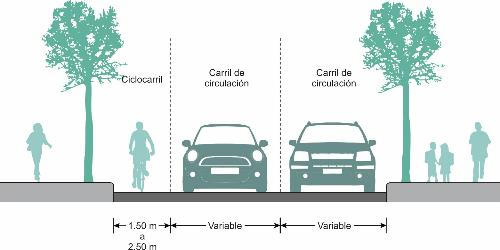 Ciclocarril
Carril de
circulación
Carril de
circulación
1.50 m
a
2.50 m
Variable
Variable